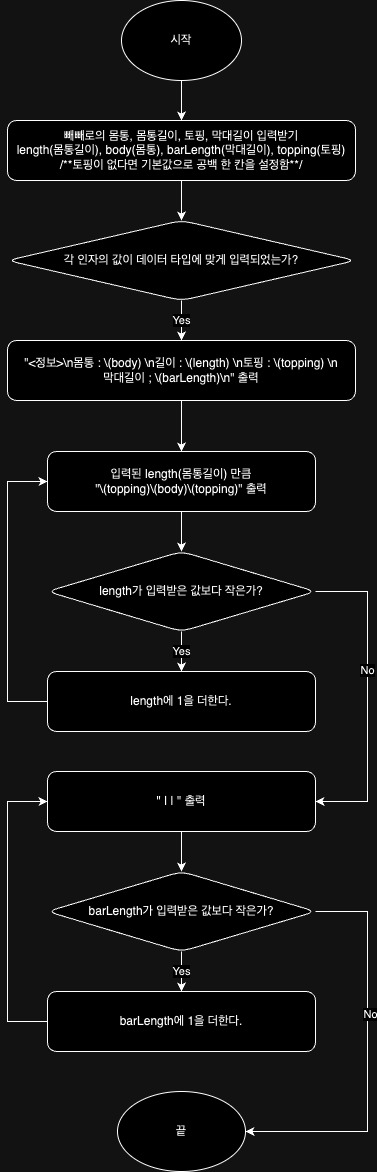 시작
빼빼로의 몸통, 몸통길이, 토핑, 막대길이 입력받기
length(몸통길이), body(몸통), barLength(막대길이), topping(토핑)
/**토핑이 없다면 기본값으로 공백 한 칸을 설정함**/
각 인자의 값이 데이터 타입에 맞게 입력되었는가?
Yes
"<정보>\n몸통 : \(body) \n길이 : \(length) \n토핑 : \(topping) \n
막대길이 ; \(barLength)\n" 출력
입력된 length(몸통길이) 만큼
"\(topping)\(body)\(topping)" 출력
length가 입력받은 값보다 작은가?
Yes
No
length에 1을 더한다.
" | | " 출력
barLength가 입력받은 값보다 작은가?
Yes
No
barLength에 1을 더한다.
끝